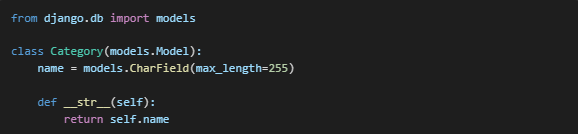 from django.db import models

class Category(models.Model):
    name = models.CharField(max_length=255)

    def __str__(self):
        return self.name